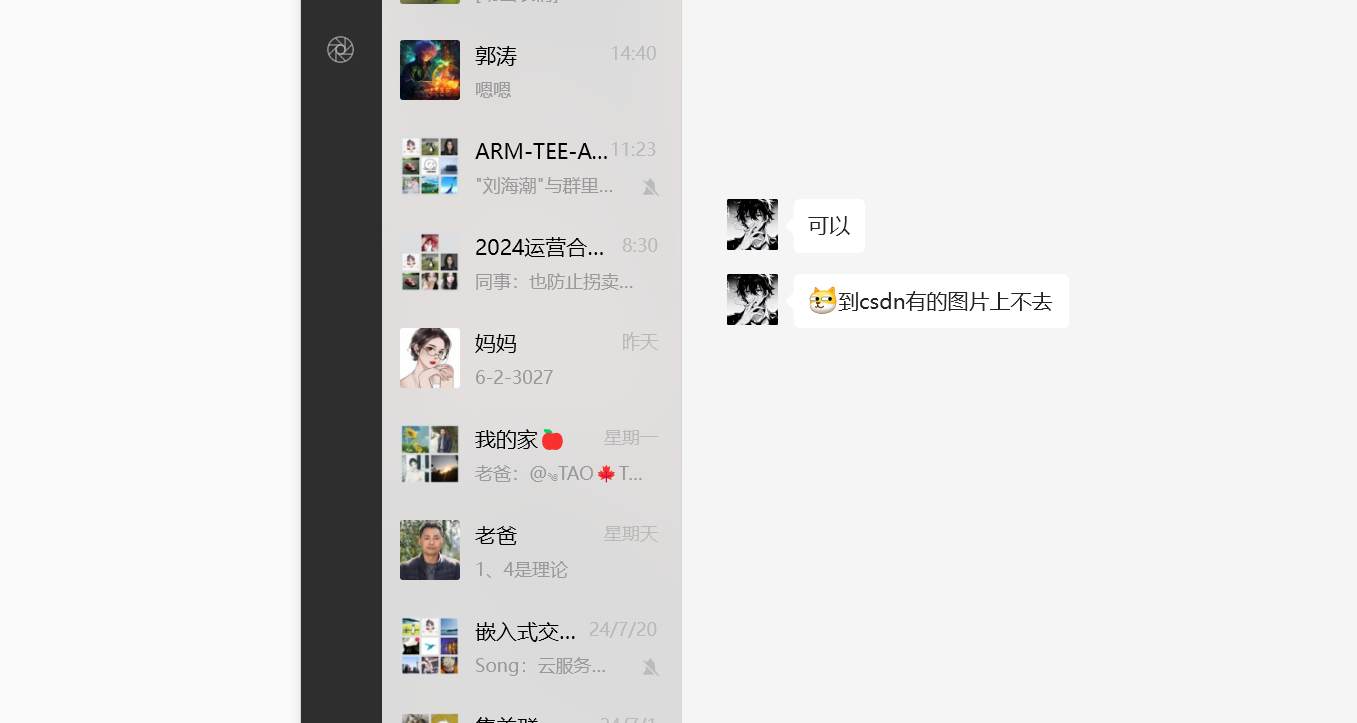 郭涛
14:40
嗯嗯
ARM-TEE-A...
11:23
"刘海潮"与群里...
2024运营合...
8:30
同事：也防止拐卖...
妈妈
昨天
6-2-3027
我的家🍎
星期一
老爸：@ঌTAO🍁T...
老爸
星期天
1、4是理论
嵌入式交...
24/7/20
Song：云服务...
24/7/1
可以
到csdn有的图片上不去